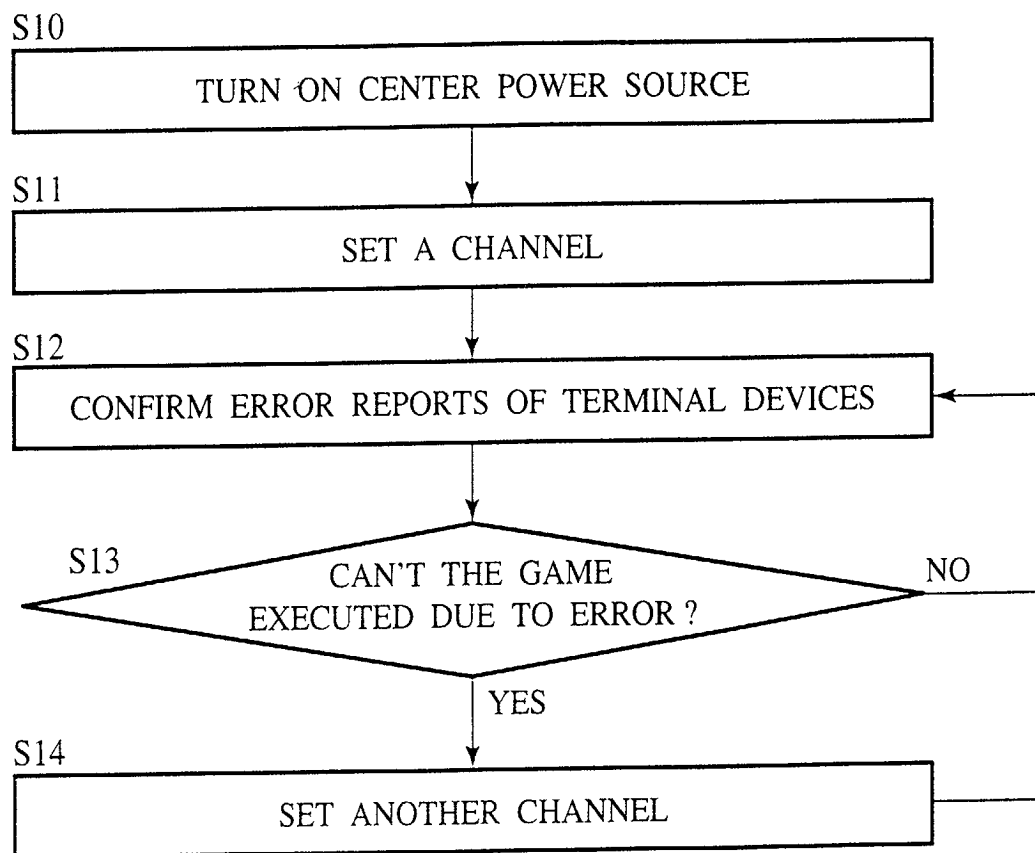 S10
TURN ON CENTER POWER SOURCE
S11
SET A CHANNEL
S12
CONFIRM ERROR REPORTS OF TERMINAL DEVICES
S13
CAN'T THE GAME
EXECUTED DUE TO ERROR ?
NO
YES
S14
SET ANOTHER CHANNEL